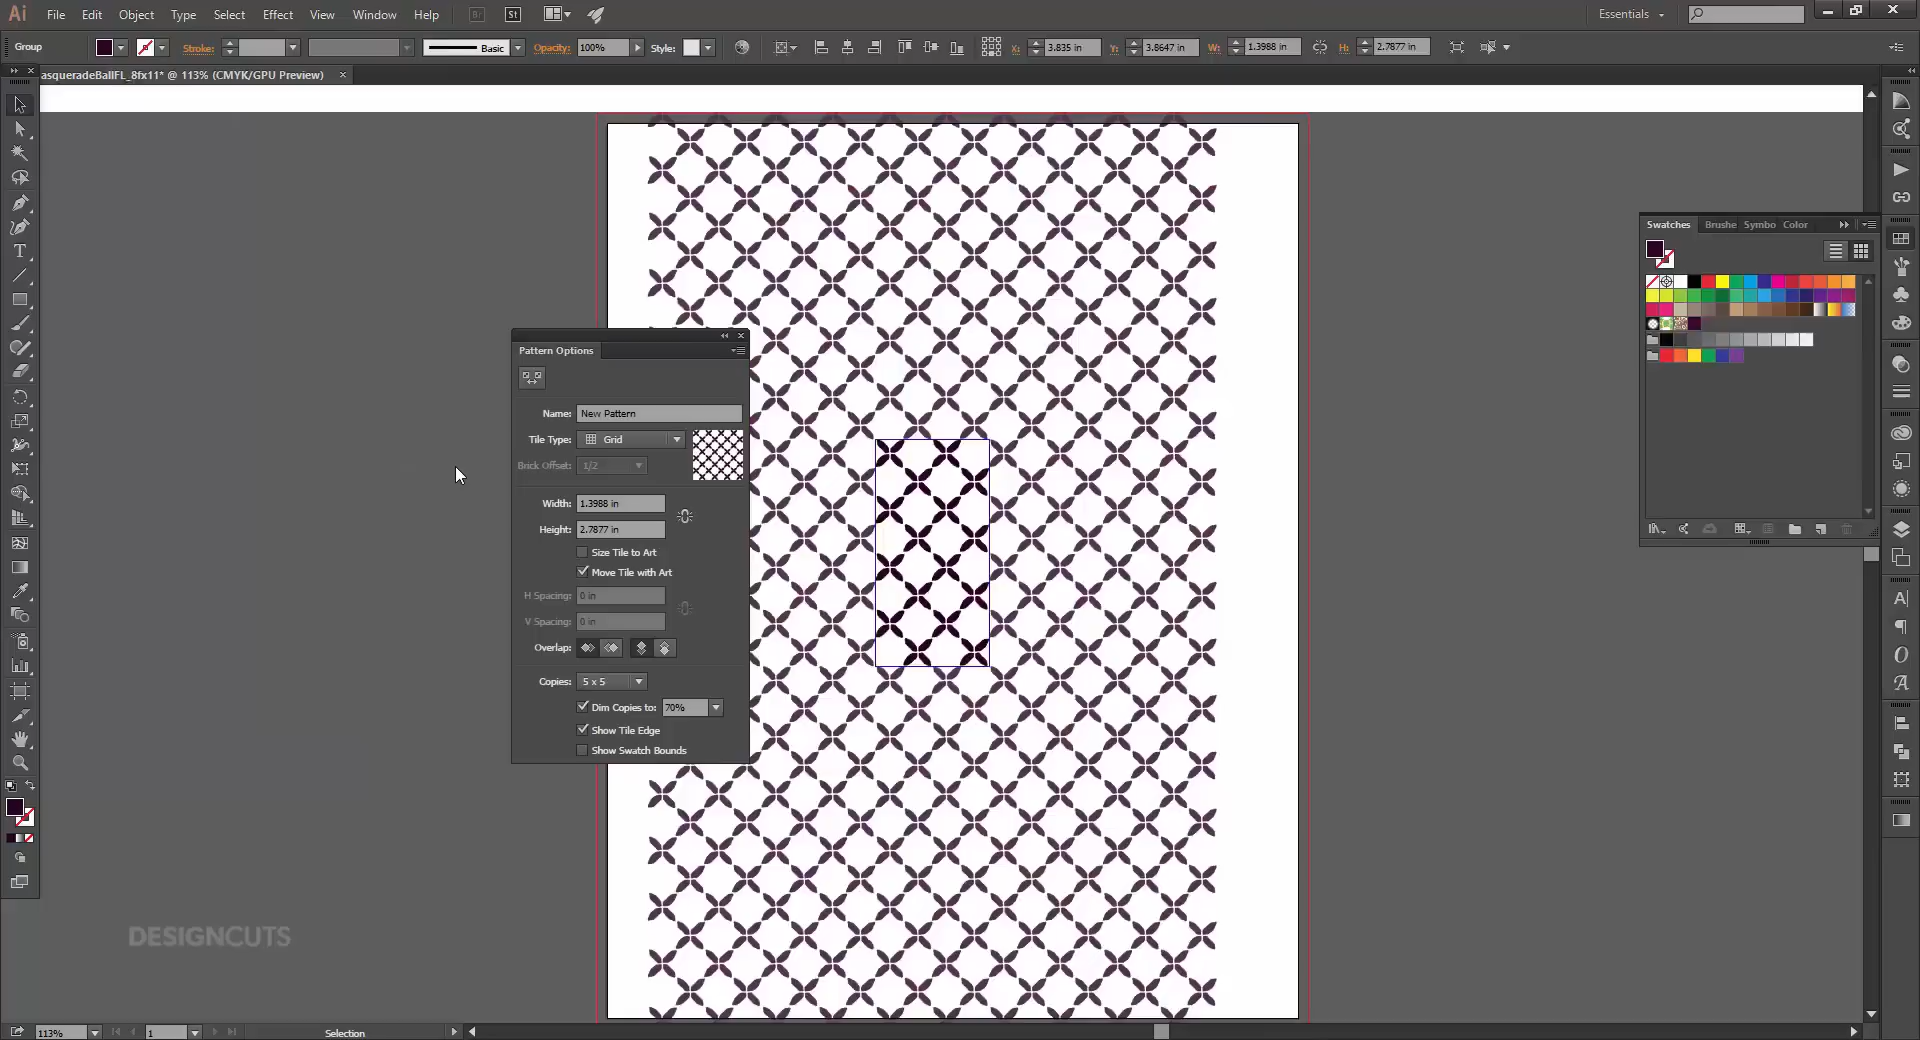 Ai File Edit Object Type Select Effect View Window Help Br St Essentials
Group Stroke: Basic Opacity: 100% Style: X: 3.835 in Y: 3.8647 in W: 1.3988 in H: 2.7877 in
asqueradeBallFL_8fx11* @ 113% (CMYK/GPU Preview)
Swatches Brushe Symbo Color
Pattern Options
Name: New Pattern
Tile Type: Grid
Brick Offset: 1/2
Width: 1.3988 in
Height: 2.7877 in
Size Tile to Art
Move Tile with Art
H Spacing: 0 in
V Spacing: 0 in
Overlap:
Copies: 5 x 5
Dim Copies to: 70%
Show Tile Edge
Show Swatch Bounds
DESIGNCUTS
113% 1 Selection